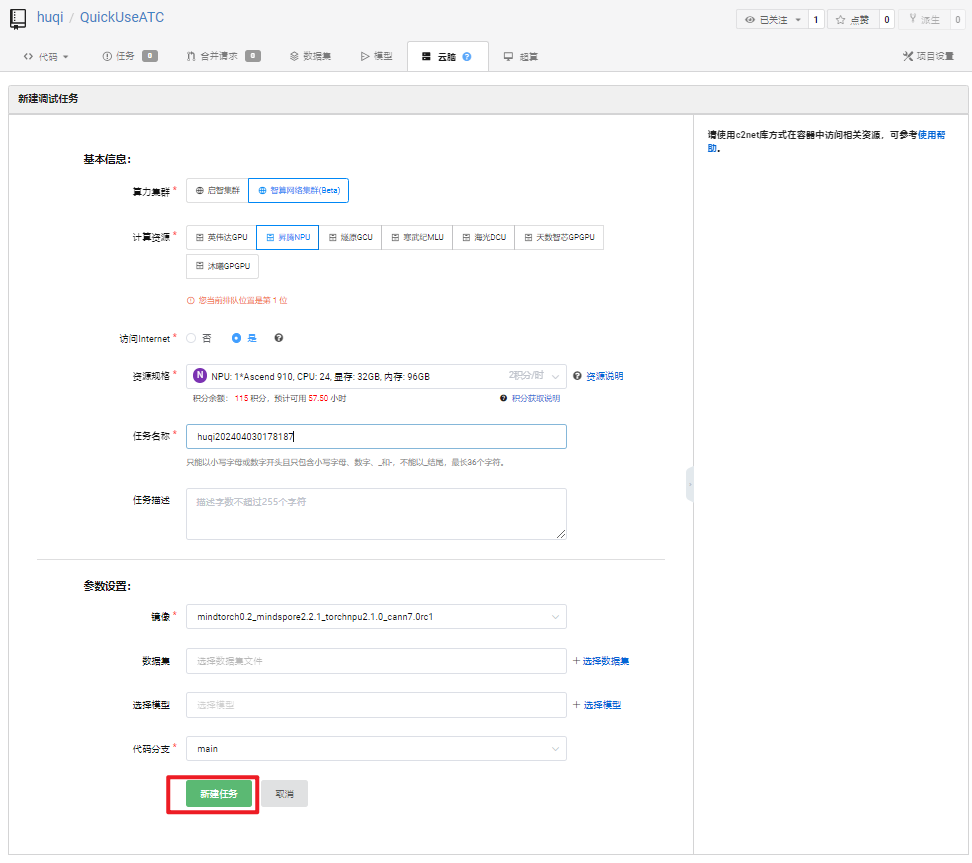 huqi / QuickUseATC
已关注 1 点赞 0 派生 0
代码 任务 0 合并请求 0 数据集 模型 云脑 超算 项目设置
新建调试任务
请使用c2net库方式在容器中访问相关资源，可参考使用帮
助。
基本信息:
算力集群* 启智集群 智算网络集群(Beta)
计算资源* 英伟达GPU 昇腾NPU 燧原GCU 寒武纪MLU 海光DCU 天数智芯GPGPU
沐曦GPGPU
您当前排队位置是第 1 位
访问Internet* 否 是
资源规格* N NPU: 1*Ascend 910, CPU: 24, 显存: 32GB, 内存: 96GB 2积分/时 资源说明
积分余额: 115 积分，预计可用 57.50 小时 积分获取说明
任务名称* huqi202404030178187
只能以小写字母或数字开头且只包含小写字母、数字、_和-，不能以_结尾，最长36个字符。
任务描述 描述字数不超过255个字符
参数设置:
镜像* mindtorch0.2_mindspore2.2.1_torchnpu2.1.0_cann7.0rc1
数据集 选择数据集文件 +选择数据集
选择模型 选择模型 +选择模型
代码分支* main
新建任务 取消